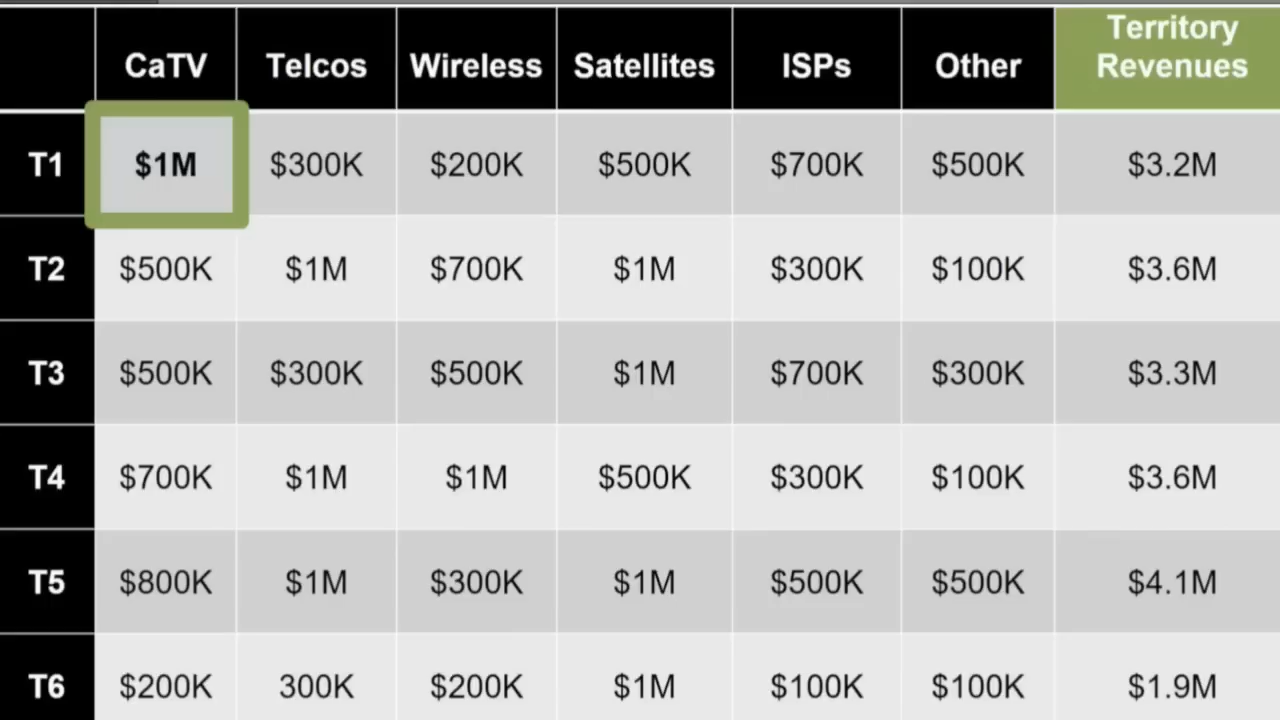 CaTV Telcos Wireless Satellites ISPs Other Territory Revenues
T1 $1M $300K $200K $500K $700K $500K $3.2M
T2 $500K $1M $700K $1M $300K $100K $3.6M
T3 $500K $300K $500K $1M $700K $300K $3.3M
T4 $700K $1M $1M $500K $300K $100K $3.6M
T5 $800K $1M $300K $1M $500K $500K $4.1M
T6 $200K 300K $200K $1M $100K $100K $1.9M